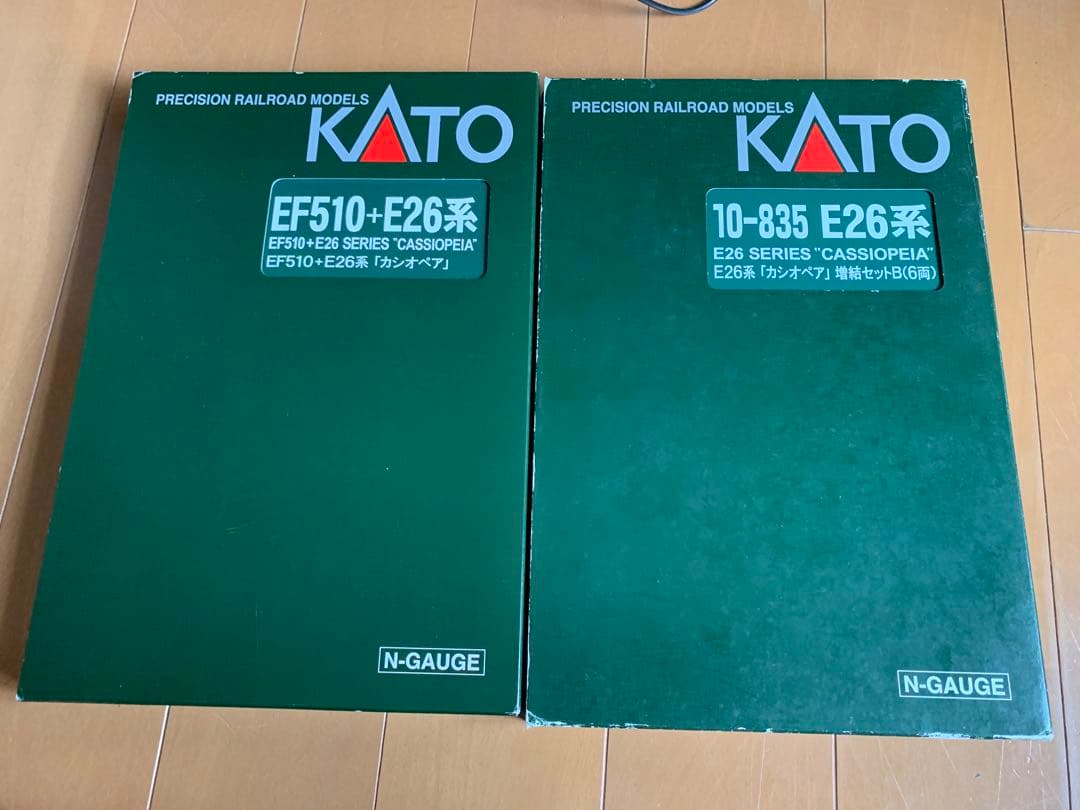 PRECISION RAILROAD MODELS
KATO
EF510+E26系
EF510+E26 SERIES "CASSIOPEIA"
EF510+E26系「カシオペア」
N-GAUGE
PRECISION RAILROAD MODELS
KATO
10-835 E26系
E26 SERIES "CASSIOPEIA"
E26系「カシオペア」増結セットB(6両)
N-GAUGE